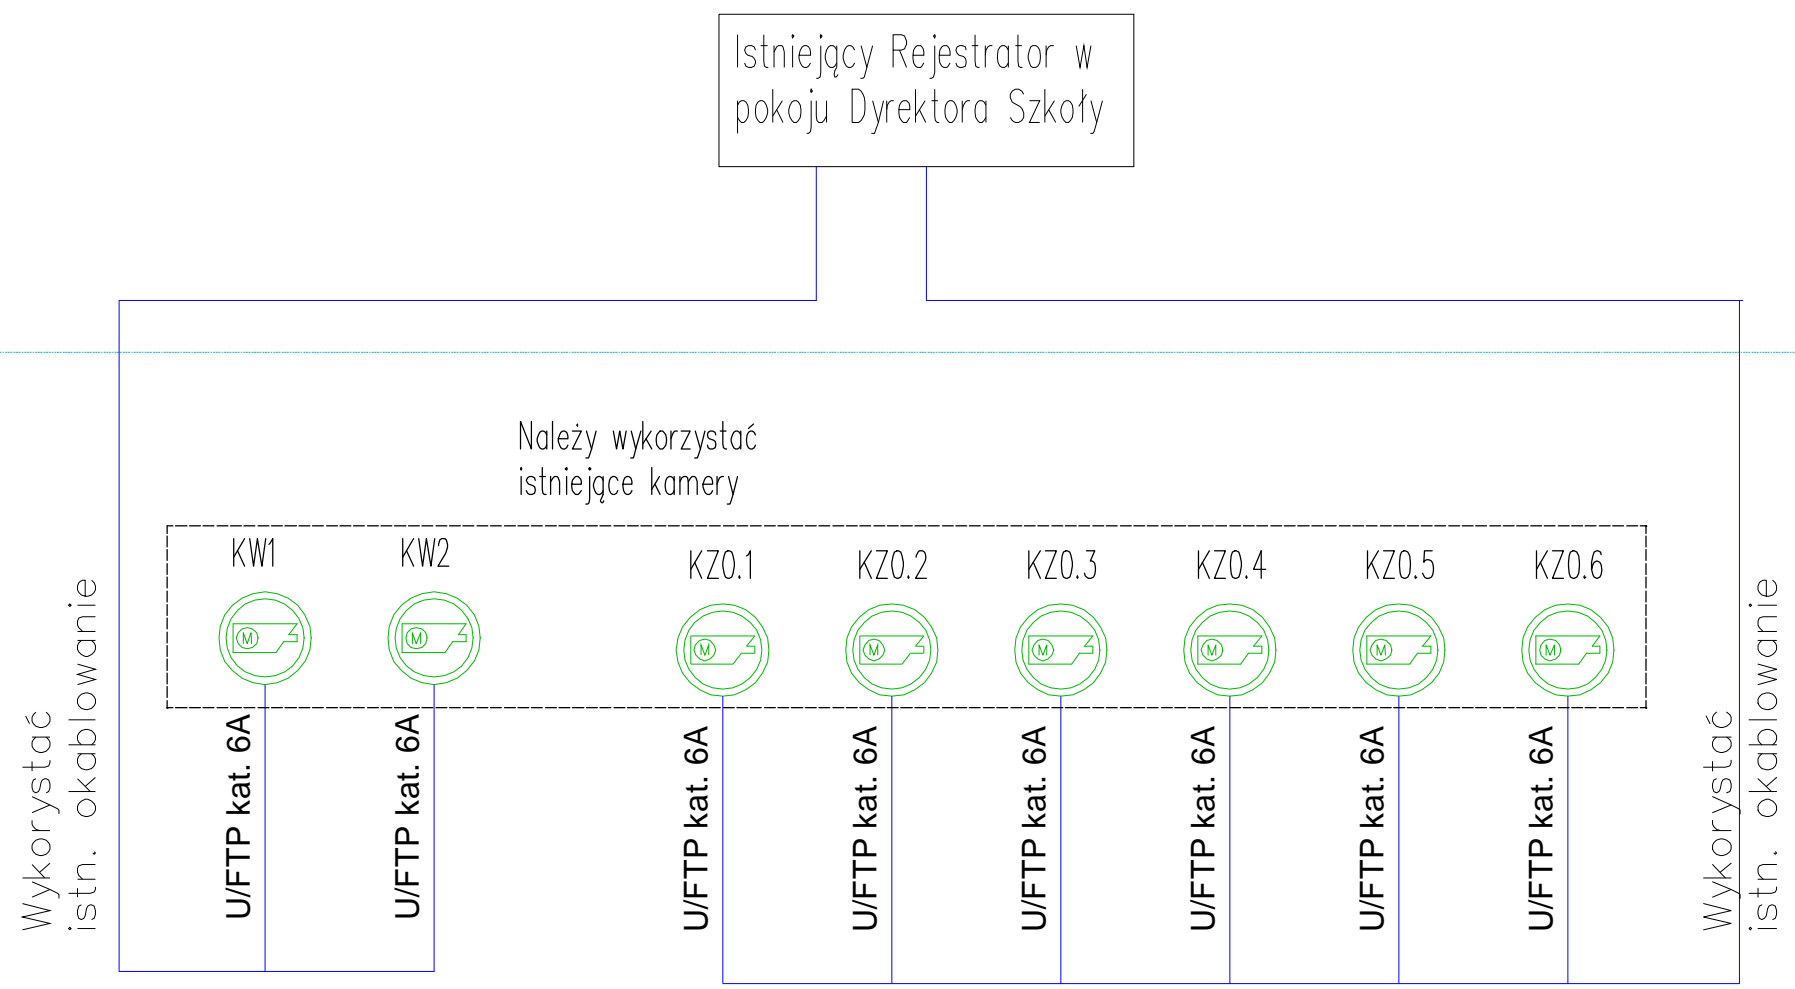 Istniejący Rejestrator w
pokoju Dyrektora Szkoły
Należy wykorzystać
istniejące kamery
KW1
KW2
KZ0.1
KZ0.2
KZ0.3
KZ0.4
KZ0.5
KZ0.6
M
M
M
M
M
M
M
M
U/FTP kat. 6A
U/FTP kat. 6A
U/FTP kat. 6A
U/FTP kat. 6A
U/FTP kat. 6A
U/FTP kat. 6A
U/FTP kat. 6A
U/FTP kat. 6A
Wykorystać
istn. okablowanie
Wykorystać
istn. okablowanie